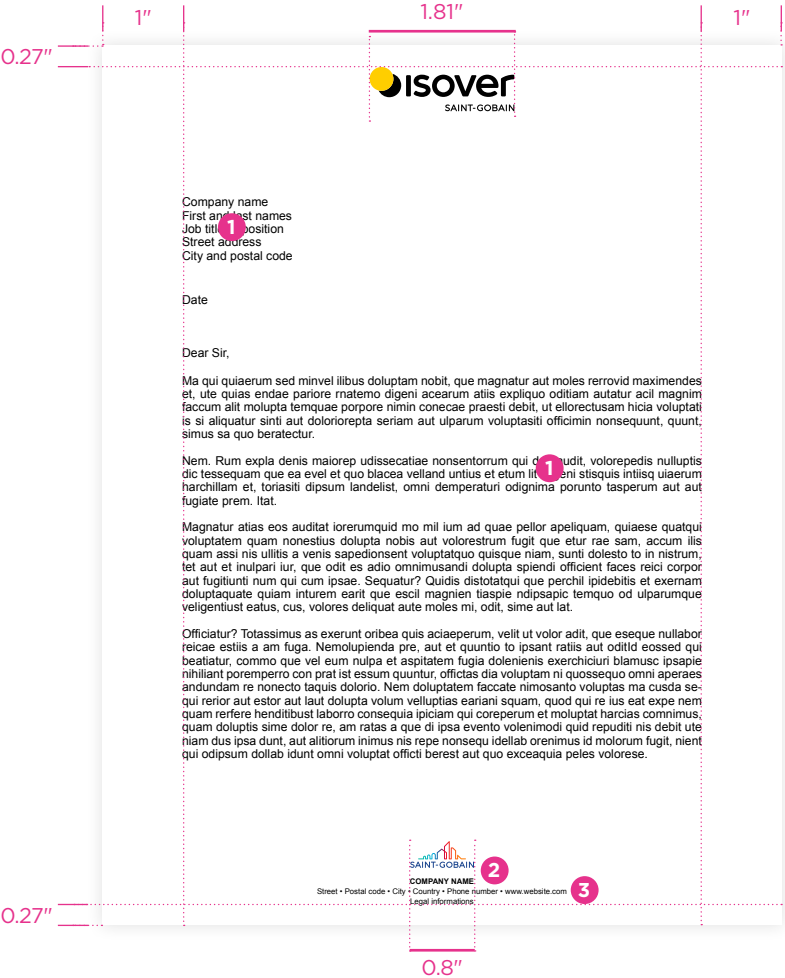 1" 1.81" 1"
0.27"
ısover
SAINT-GOBAIN
Company name
First and last names
Job title position
1
Street address
City and postal code
Date
Dear Sir,
Ma qui quiaerum sed minvel ilibus doluptam nobit, que magnatur aut moles rerrovid maximendes
et, ute quias endae pariore rnatemo digeni acearum atiis expliquo oditiam autatur acil magnim
faccum alit molupta temquae porpore nimin conecae praesti debit, ut ellorectusam hicia voluptati
is si aliquatur sinti aut doloriorepta seriam aut ulparum voluptasiti officimin nonsequunt, quunt,
simus sa quo beratectur.
Nem. Rum expla denis maiorep udissecatiae nonsentorrum qui udit, volorepedis nulluptis
1
dic tessequam que ea evel et quo blacea velland untius et etum lit eni stisquis intiisq uiaerum
harchillam et, toriasiti dipsum landelist, omni demperaturi odignima porunto tasperum aut aut
fugiate prem. Itat.
Magnatur atias eos auditat iorerumquid mo mil ium ad quae pellor apeliquam, quiaese quatqui
voluptatem quam nonestius dolupta nobis aut volorestrum fugit que etur rae sam, accum ilis
quam assi nis ullitis a venis sapedionsent voluptatquo quisque niam, sunti dolesto to in nistrum,
tet aut et inulpari iur, que odit es adio omnimusandi dolupta spiendi officient faces reici corpor
aut fugitiunti num qui cum ipsae. Sequatur? Quidis distotatqui que perchil ipidebitis et exernam
doluptaquate quiam inturem earit que escil magnien tiaspie ndipsapic temquo od ulparumque
veligentiust eatus, cus, volores deliquat aute moles mi, odit, sime aut lat.
Officiatur? Totassimus as exerunt oribea quis aciaeperum, velit ut volor adit, que eseque nullabor
reicae estiis a am fuga. Nemolupienda pre, aut et quuntio to ipsant ratiis aut oditId eossed qui
beatiatur, commo que vel eum nulpa et aspitatem fugia dolenienis exerchiciuri blamusc ipsapie
nihiliant poremperro con prat ist essum quuntur, offictas dia voluptam ni quossequo omni aperaes
andundam re nonecto taquis dolorio. Nem doluptatem faccate nimosanto voluptas ma cusda se-
qui rerior aut estor aut laut dolupta volum velluptias eariani squam, quod qui re ius eat expe nem
quam rerfere henditibust laborro consequia ipiciam qui coreperum et moluptat harcias comnimus,
quam doluptis sime dolor re, am ratas a que di ipsa evento volenimodi quid repuditi nis debit ute
niam dus ipsa dunt, aut alitiorum inimus nis repe nonsequ idellab orenimus id molorum fugit, nient
qui odipsum dollab idunt omni voluptat officti berest aut quo exceaquia peles volorese.
SAINT-GOBAIN
2
COMPANY NAME
Street • Postal code • City • Country • Phone number • www.website.com
3
Legal informations
0.27"
0.8"